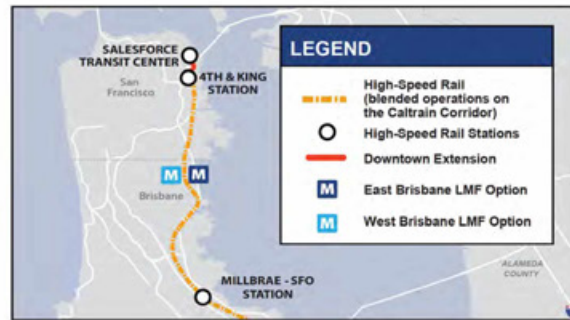 SALESFORCE
TRANSIT CENTER
San
Francisco
4TH & KING
STATION
M M
Brisbane
MILLBRAE - SFO
STATION
LEGEND
High-Speed Rail
(blended operations on
the Caltrain Corridor)
High-Speed Rail Stations
Downtown Extension
M East Brisbane LMF Option
M West Brisbane LMF Option
ALAMEDA
COUNTY